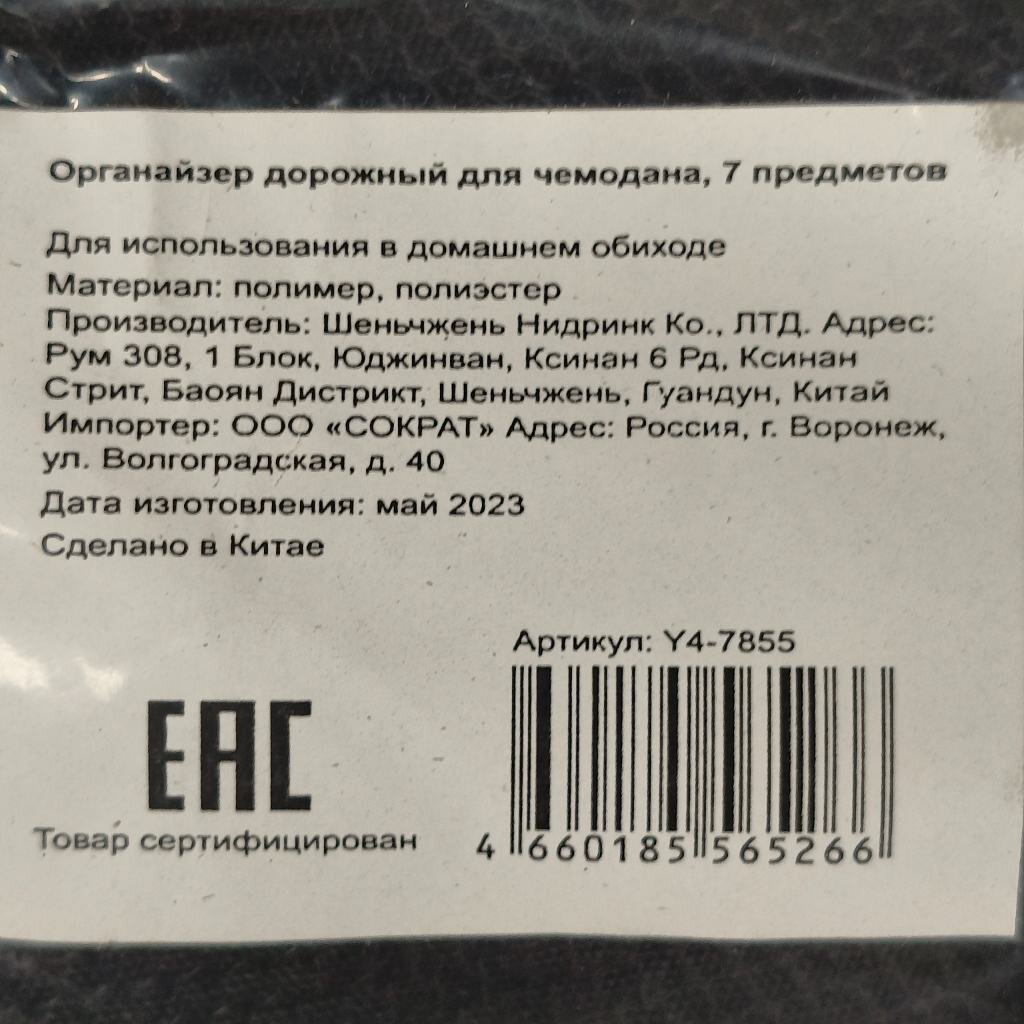 Органайзер дорожный для чемодана, 7 предметов
Для использования в домашнем обиходе
Материал: полимер, полиэстер
Производитель: Шеньчжень Нидринк Ко., ЛТД. Адрес:
Рум 308, 1 Блок, Юджинван, Ксинан 6 Рд, Ксинан
Стрит, Баоян Дистрикт, Шеньчжень, Гуандун, Китай
Импортер: ООО «СОКРАТ» Адрес: Россия, г. Воронеж,
ул. Волгоградская, д. 40
Дата изготовления: май 2023
Сделано в Китае
Артикул: Y4-7855
EAC
Товар сертифицирован
4 660185 565266